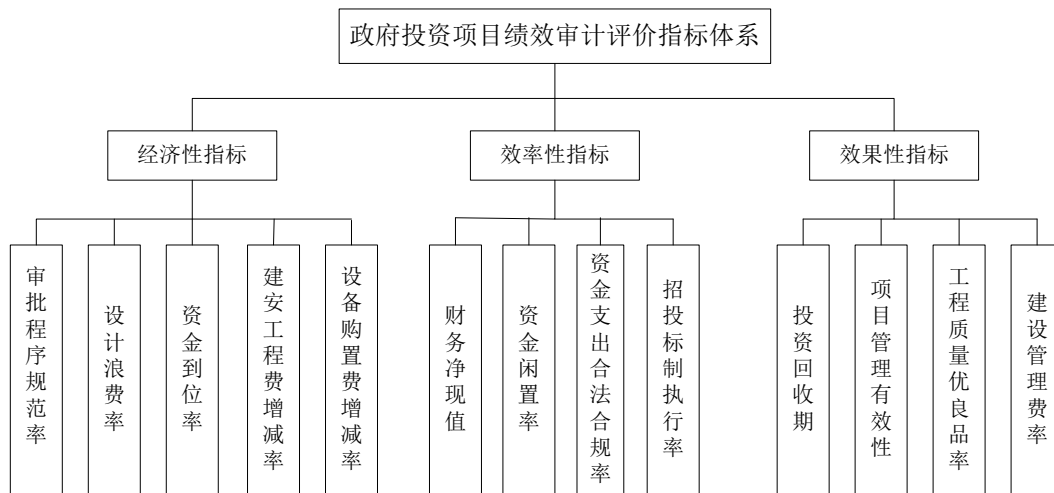 政府投资项目绩效审计评价指标体系
经济性指标
效率性指标
效果性指标
审批程序规范率
设计浪费率
资金到位率
建安工程费增减率
设备购置费增减率
财务净现值
资金闲置率
资金支出合法合规率
招投标制执行率
投资回收期
项目管理有效性
工程质量优良品率
建设管理费率